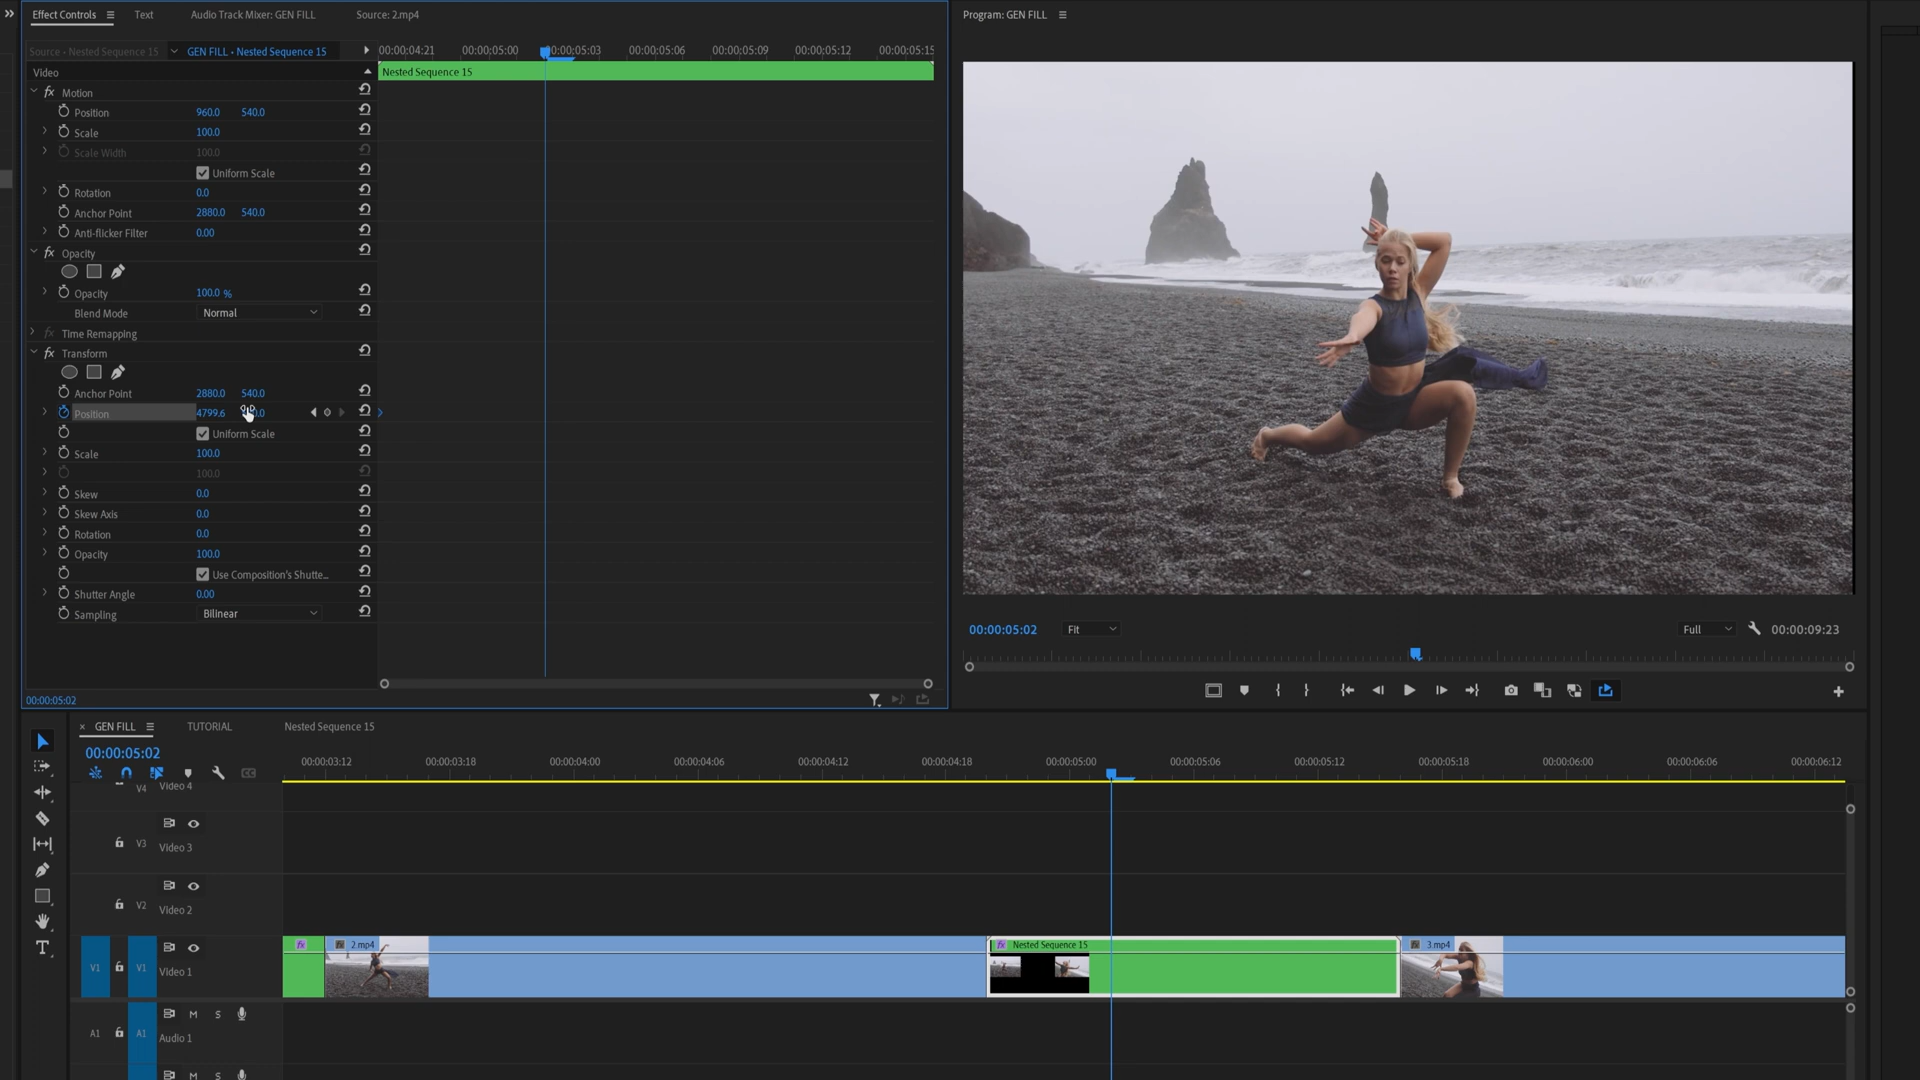 Effect Controls
Text
Audio Track Mixer: GEN FILL
Source: 2.mp4
Program: GEN FILL
Source • Nested Sequence 15
GEN FILL • Nested Sequence 15
00:00:04:21
00:00:05:00
00:00:05:03
00:00:05:06
00:00:05:09
00:00:05:12
00:00:05:15
Video
Nested Sequence 15
fx Motion
Position 960.0 540.0
Scale 100.0
Scale Width 100.0
Uniform Scale
Rotation 0.0
Anchor Point 2880.0 540.0
Anti-flicker Filter 0.00
fx Opacity
Opacity 100.0 %
Blend Mode Normal
fx Time Remapping
fx Transform
Anchor Point 2880.0 540.0
Position 4799.6
Uniform Scale
Scale 100.0
100.0
Skew 0.0
Skew Axis 0.0
Rotation 0.0
Opacity 100.0
Use Composition's Shutte...
Shutter Angle 0.00
Sampling Bilinear
00:00:05:02
00:00:05:02
Fit
Full
00:00:09:23
GEN FILL
TUTORIAL
Nested Sequence 15
00:00:05:02
00:00:03:12
00:00:03:18
00:00:04:00
00:00:04:06
00:00:04:12
00:00:04:18
00:00:05:00
00:00:05:06
00:00:05:12
00:00:05:18
00:00:06:00
00:00:06:06
00:00:06:12
CC
V4 Video 4
V3 Video 3
V2 Video 2
V1 V1 Video 1
fx
fx 2.mp4
fx Nested Sequence 15
fx 3.mp4
M S
A1 A1 Audio 1
M S
T